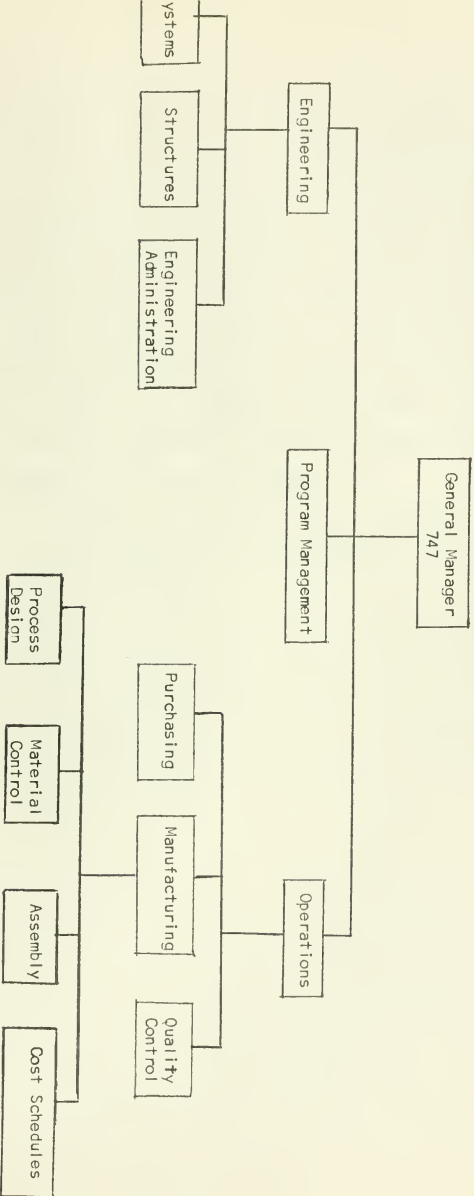 General Manager
747
Engineering
Program Management
Operations
ystems
Structures
Engineering
Administration
Purchasing
Manufacturing
Quality
Control
Process
Design
Material
Control
Assembly
Cost Schedules